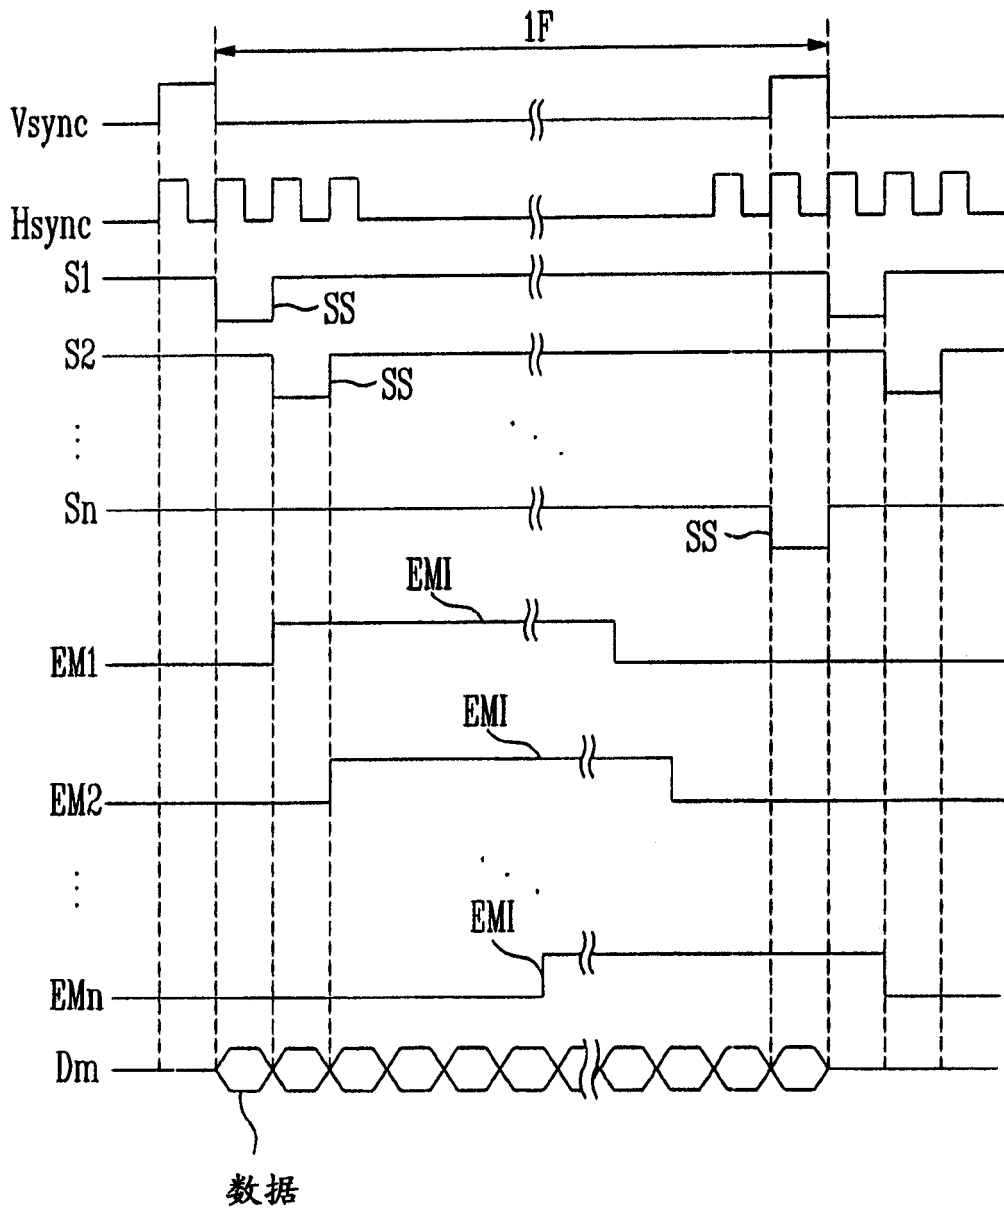 1F
Vsync
Hsync
S1
SS
S2
SS
⋮
Sn
SS
EMI
EM1
EMI
EM2
⋮
EMI
EMn
Dm
数据